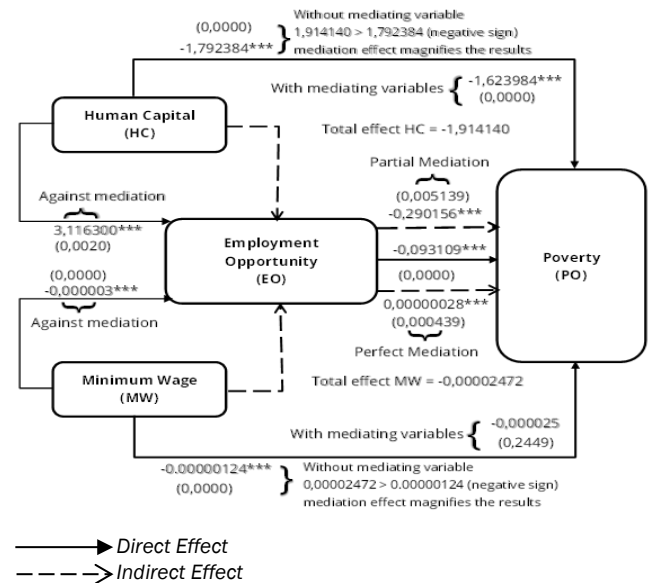 (0,0000)
-1,792384***
Without mediating variable
1,914140 > 1,792384 (negative sign)
mediation effect magnifies the results
With mediating variables
-1,623984***
(0,0000)
Human Capital
(HC)
Total effect HC = -1,914140
Partial Mediation
(0,005139)
-0,290156***
Against mediation
3,116300***
(0,0020)
Employment
Opportunity
(EO)
-0,093109***
(0,0000)
Poverty
(PO)
(0,0000)
-0,000003***
Against mediation
0,00000028***
(0,000439)
Perfect Mediation
Minimum Wage
(MW)
Total effect MW = -0,00002472
With mediating variables
-0,000025
(0,2449)
-0.00000124***
(0,0000)
Without mediating variable
0,00002472 > 0.00000124 (negative sign)
mediation effect magnifies the results
Direct Effect
Indirect Effect